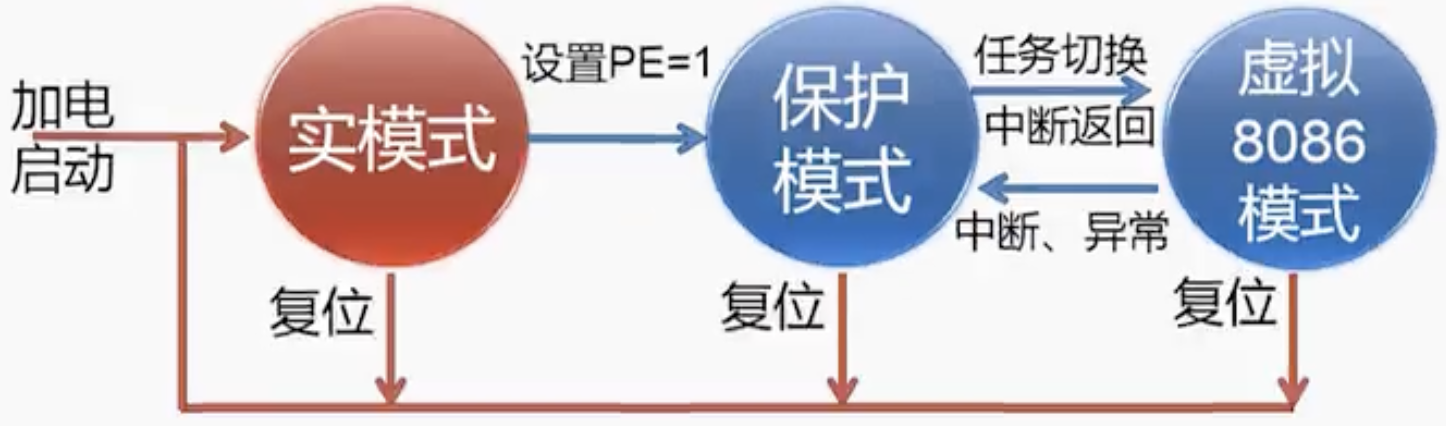 加电
启动
实模式
设置PE=1
保护
模式
任务切换
中断返回
中断、异常
虚拟
8086
模式
复位
复位
复位